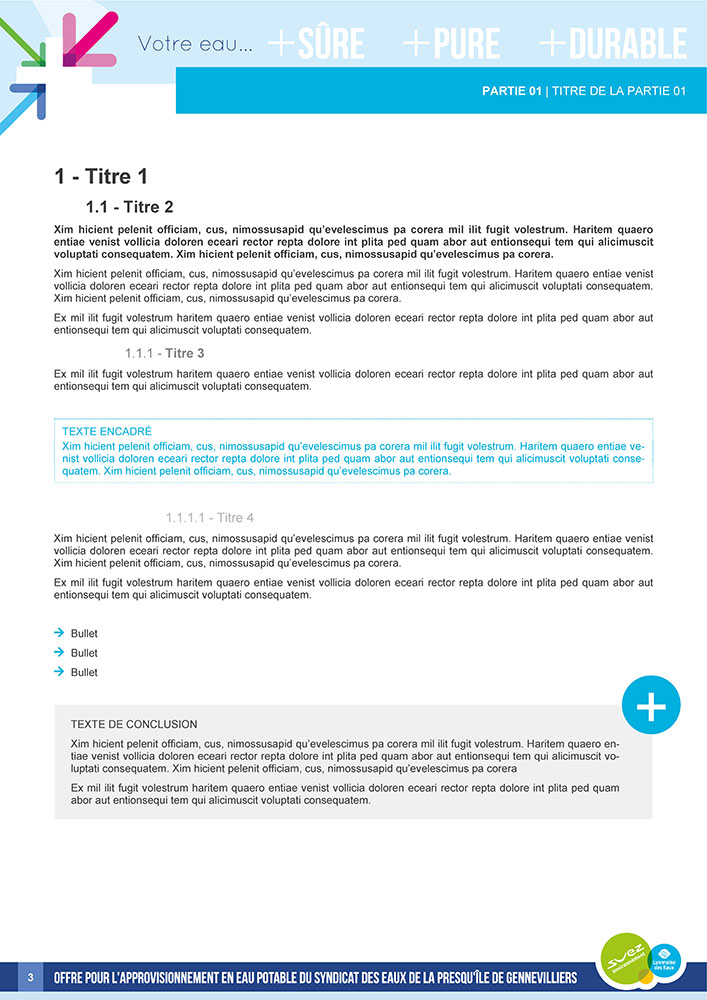 Votre eau... +SÛRE +PURE +DURABLE
PARTIE 01 | TITRE DE LA PARTIE 01
1 - Titre 1
1.1 - Titre 2
Xim hicient pelenit officiam, cus, nimossusapid qu'evelescimus pa corera mil ilit fugit volestrum. Haritem quaero
entiae venist vollicia doloren eceari rector repta dolore int plita ped quam abor aut entionsequi tem qui alicimuscit
voluptati consequatem. Xim hicient pelenit officiam, cus, nimossusapid qu'evelescimus pa corera.
Xim hicient pelenit officiam, cus, nimossusapid qu'evelescimus pa corera mil ilit fugit volestrum. Haritem quaero entiae venist
vollicia doloren eceari rector repta dolore int plita ped quam abor aut entionsequi tem qui alicimuscit voluptati consequatem.
Xim hicient pelenit officiam, cus, nimossusapid qu'evelescimus pa corera.
Ex mil ilit fugit volestrum haritem quaero entiae venist vollicia doloren eceari rector repta dolore int plita ped quam abor aut
entionsequi tem qui alicimuscit voluptati consequatem.
1.1.1 - Titre 3
Ex mil ilit fugit volestrum haritem quaero entiae venist vollicia doloren eceari rector repta dolore int plita ped quam abor aut
entionsequi tem qui alicimuscit voluptati consequatem.
TEXTE ENCADRÉ
Xim hicient pelenit officiam, cus, nimossusapid qu'evelescimus pa corera mil ilit fugit volestrum. Haritem quaero entiae ve-
nist vollicia doloren eceari rector repta dolore int plita ped quam abor aut entionsequi tem qui alicimuscit voluptati conse-
quatem. Xim hicient pelenit officiam, cus, nimossusapid qu'evelescimus pa corera.
1.1.1.1 - Titre 4
Xim hicient pelenit officiam, cus, nimossusapid qu'evelescimus pa corera mil ilit fugit volestrum. Haritem quaero entiae venist
vollicia doloren eceari rector repta dolore int plita ped quam abor aut entionsequi tem qui alicimuscit voluptati consequatem.
Xim hicient pelenit officiam, cus, nimossusapid qu'evelescimus pa corera.
Ex mil ilit fugit volestrum haritem quaero entiae venist vollicia doloren eceari rector repta dolore int plita ped quam abor aut
entionsequi tem qui alicimuscit voluptati consequatem.
→ Bullet
→ Bullet
→ Bullet
+
TEXTE DE CONCLUSION
Xim hicient pelenit officiam, cus, nimossusapid qu'evelescimus pa corera mil ilit fugit volestrum. Haritem quaero en-
tiae venist vollicia doloren eceari rector repta dolore int plita ped quam abor aut entionsequi tem qui alicimuscit vo-
luptati consequatem. Xim hicient pelenit officiam, cus, nimossusapid qu'evelescimus pa corera
Ex mil ilit fugit volestrum haritem quaero entiae venist vollicia doloren eceari rector repta dolore int plita ped quam
abor aut entionsequi tem qui alicimuscit voluptati consequatem.
3 OFFRE POUR L'APPROVISIONNEMENT EN EAU POTABLE DU SYNDICAT DES EAUX DE LA PRESQU'ÎLE DE GENNEVILLIERS
SUEZ
environnement
Lyonnaise
des Eaux